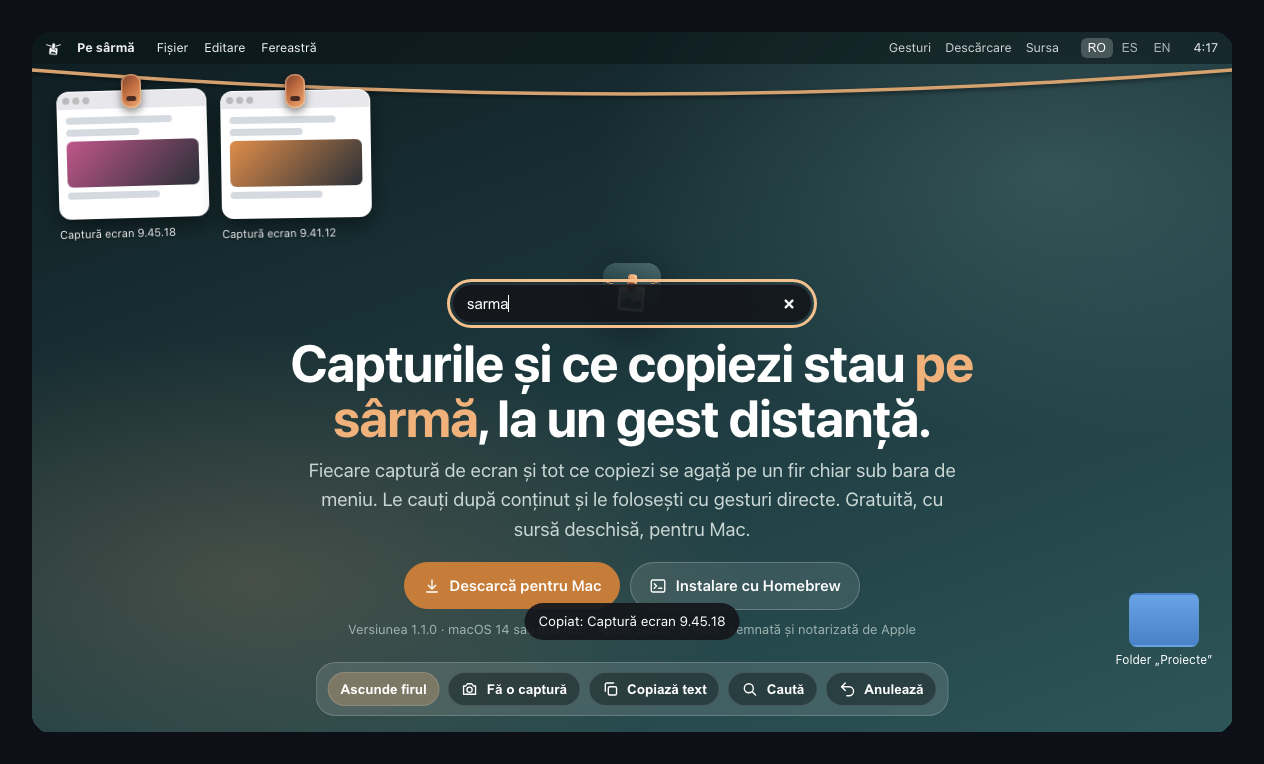 Pe sârmă Fișier Editare Fereastră Gesturi Descărcare Sursa RO ES EN 4:17
Captură ecran 9.45.18 Captură ecran 9.41.12
sarma
Capturile și ce copiezi stau pe
sârmă, la un gest distanță.
Fiecare captură de ecran și tot ce copiezi se agață pe un fir chiar sub bara de
meniu. Le cauți după conținut și le folosești cu gesturi directe. Gratuită, cu
sursă deschisă, pentru Mac.
Descarcă pentru Mac Instalare cu Homebrew
Copiat: Captură ecran 9.45.18
Versiunea 1.1.0 · macOS 14 și notarizată de Apple
Folder „Proiecte”
Ascunde firul Fă o captură Copiază text Caută Anulează